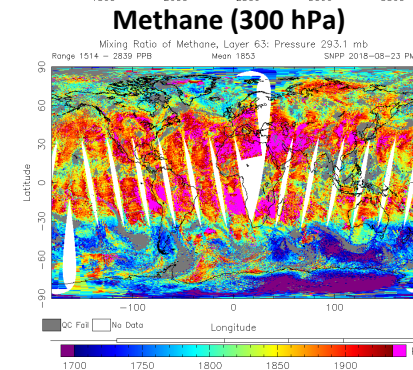 Methane (300 hPa)
Mixing Ratio of Methane, Layer 63: Pressure 293.1 mb
Range 1514 – 2839 PPB Mean 1853 SNPP 2018-08-23 PM
90
60
30
0
-30
-60
-90
Latitude
-100 0 100
QC Fail No Data Longitude
1700 1750 1800 1850 1900